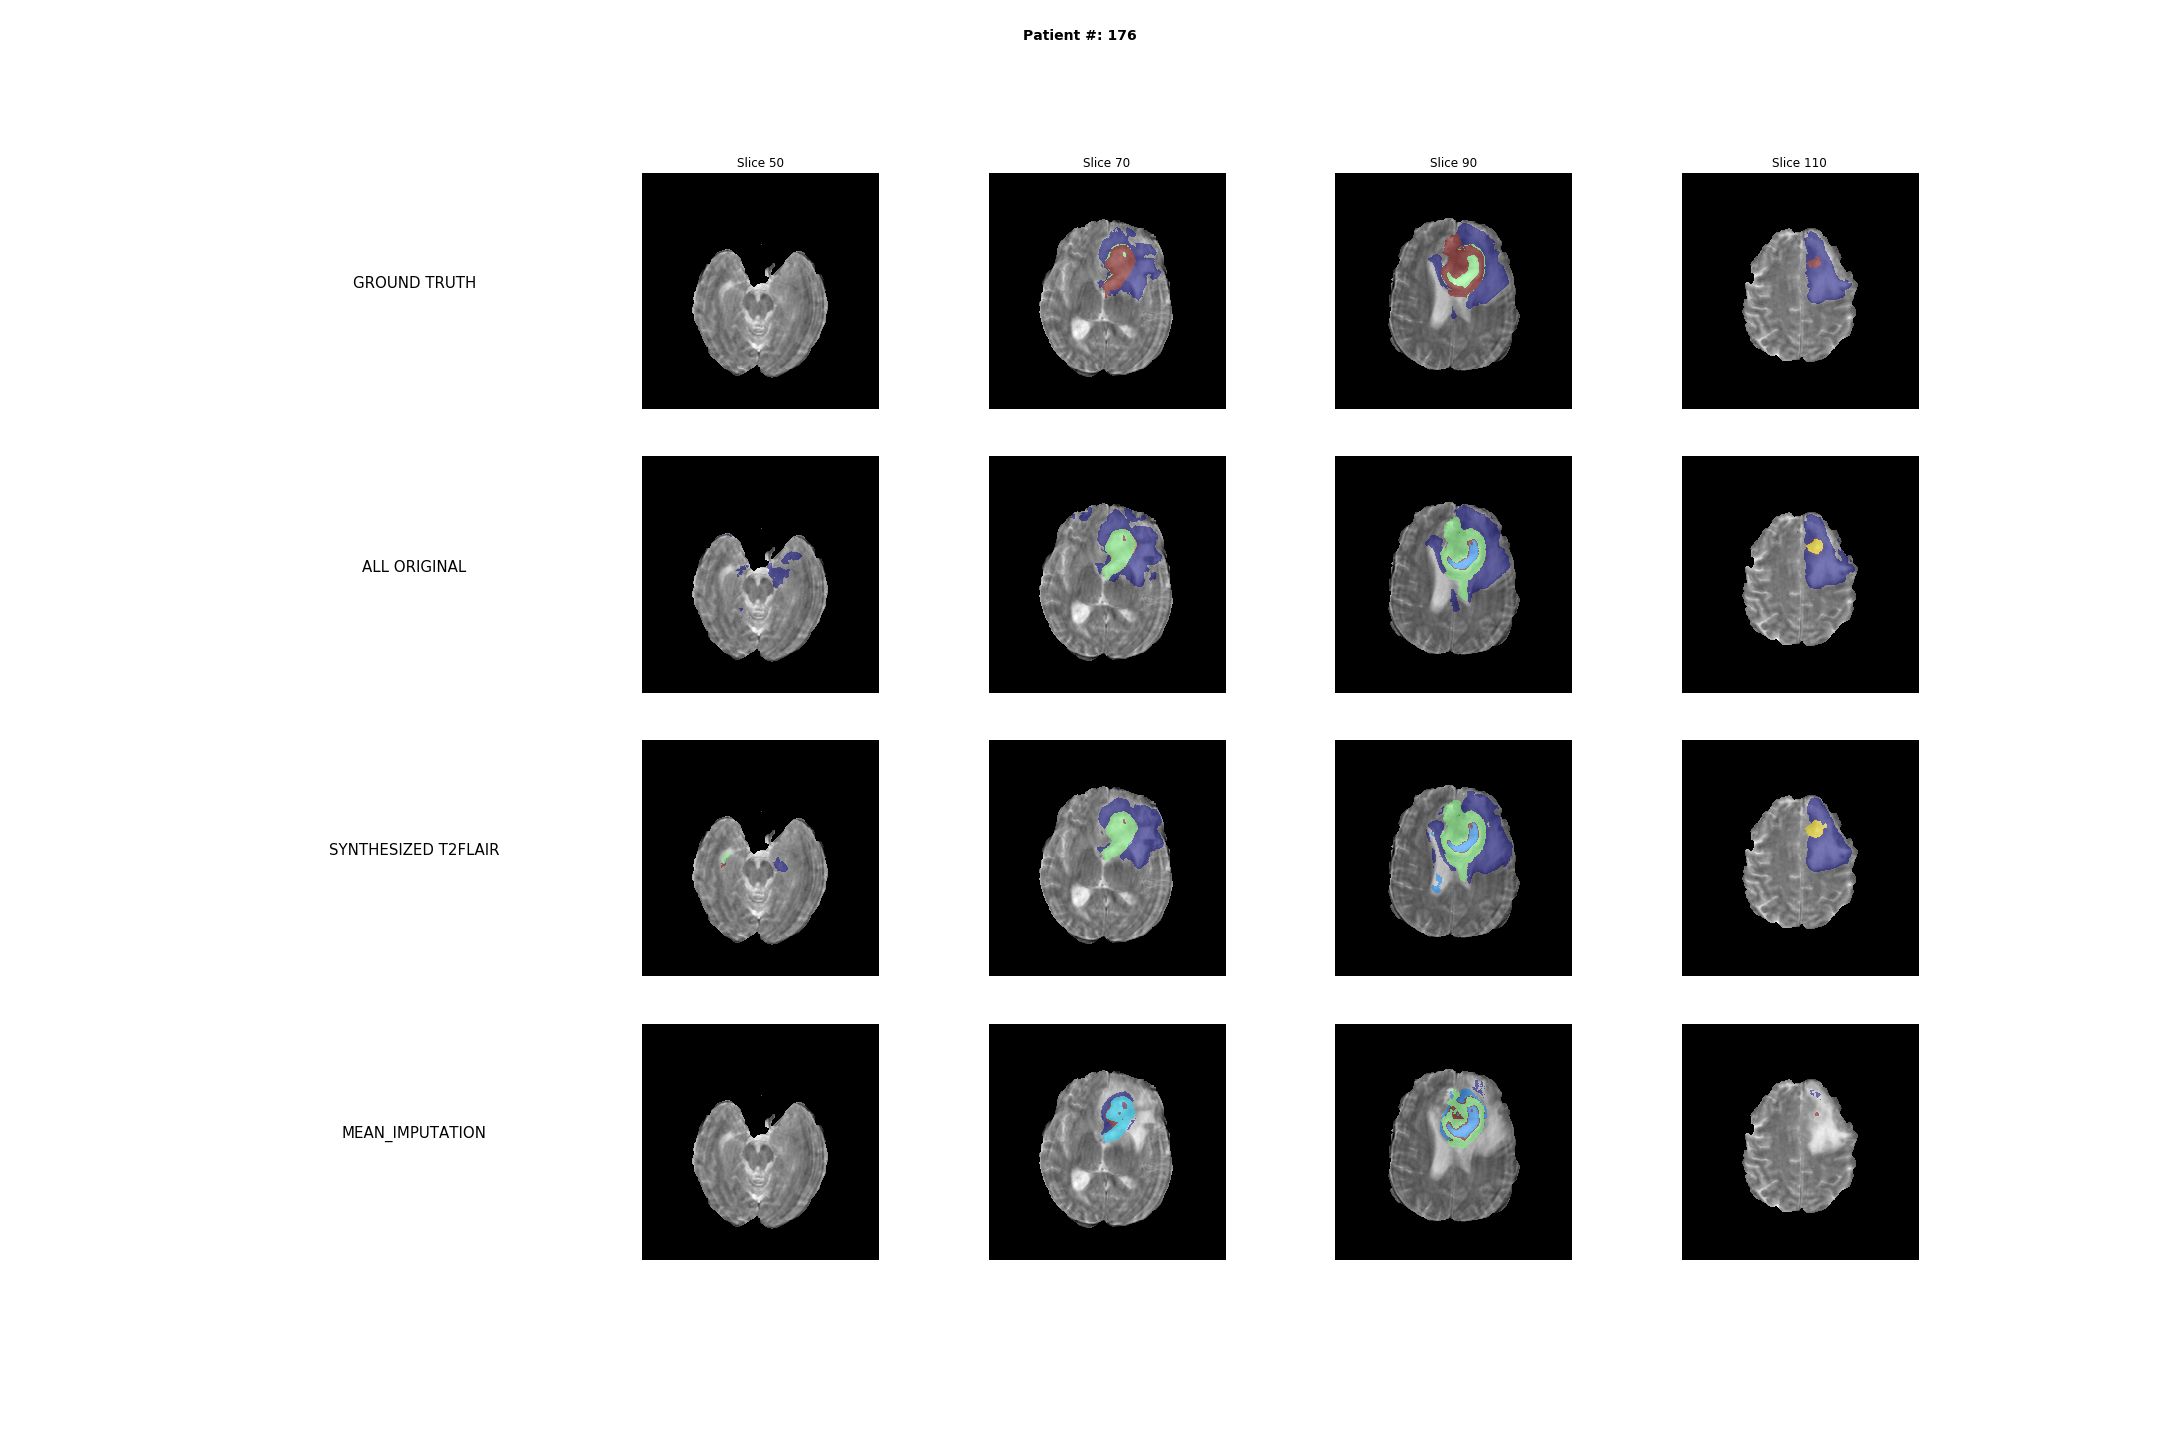 Patient #: 176
Slice 50
Slice 70
Slice 90
Slice 110
GROUND TRUTH
ALL ORIGINAL
SYNTHESIZED T2FLAIR
MEAN_IMPUTATION